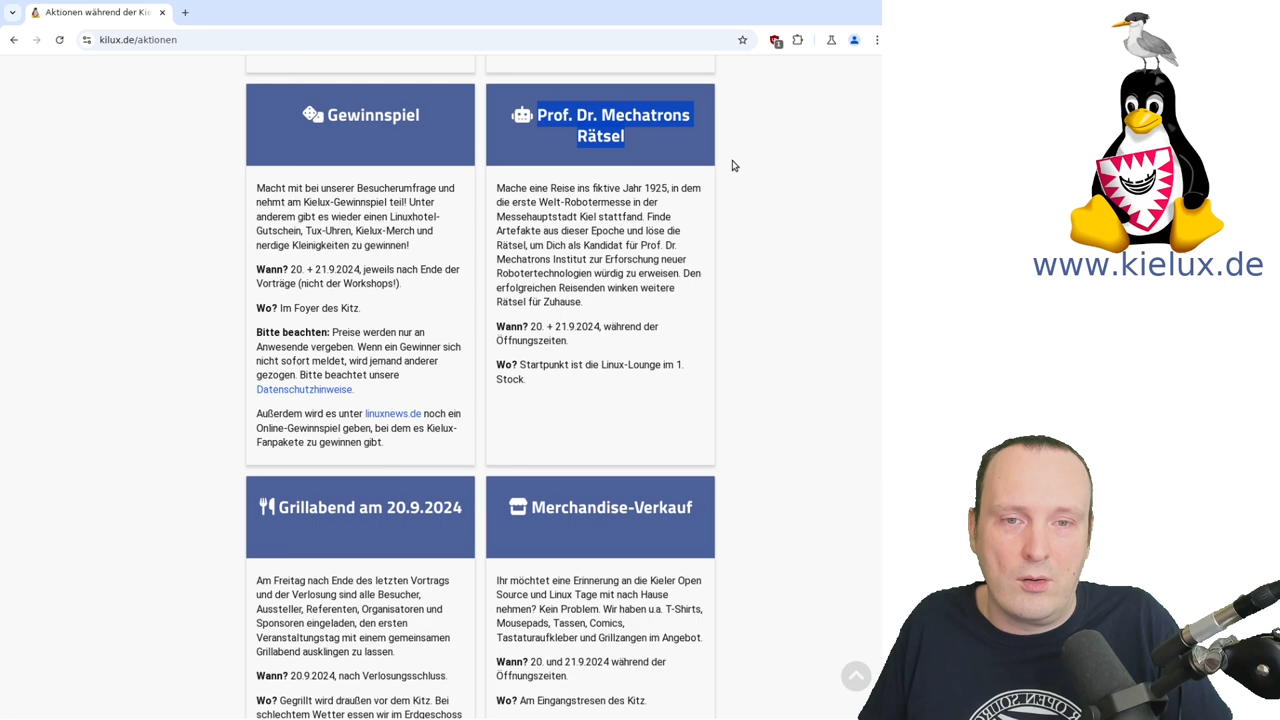 Aktionen während der Kie
kilux.de/aktionen
1
Gewinnspiel
Macht mit bei unserer Besucherumfrage und
nehmt am Kielux-Gewinnspiel teil! Unter
anderem gibt es wieder einen Linuxhotel-
Gutschein, Tux-Uhren, Kielux-Merch und
nerdige Kleinigkeiten zu gewinnen!
Wann? 20. + 21.9.2024, jeweils nach Ende der
Vorträge (nicht der Workshops!).
Wo? Im Foyer des Kitz.
Bitte beachten: Preise werden nur an
Anwesende vergeben. Wenn ein Gewinner sich
nicht sofort meldet, wird jemand anderer
gezogen. Bitte beachtet unsere
Datenschutzhinweise.
Außerdem wird es unter linuxnews.de noch ein
Online-Gewinnspiel geben, bei dem es Kielux-
Fanpakete zu gewinnen gibt.
Prof. Dr. Mechatrons
Rätsel
Mache eine Reise ins fiktive Jahr 1925, in dem
die erste Welt-Robotermesse in der
Messehauptstadt Kiel stattfand. Finde
Artefakte aus dieser Epoche und löse die
Rätsel, um Dich als Kandidat für Prof. Dr.
Mechatrons Institut zur Erforschung neuer
Robotertechnologien würdig zu erweisen. Den
erfolgreichen Reisenden winken weitere
Rätsel für Zuhause.
Wann? 20. + 21.9.2024, während der
Öffnungszeiten.
Wo? Startpunkt ist die Linux-Lounge im 1.
Stock.
Grillabend am 20.9.2024
Am Freitag nach Ende des letzten Vortrags
und der Verlosung sind alle Besucher,
Aussteller, Referenten, Organisatoren und
Sponsoren eingeladen, den ersten
Veranstaltungstag mit einem gemeinsamen
Grillabend ausklingen zu lassen.
Wann? 20.9.2024, nach Verlosungsschluss.
Wo? Gegrillt wird draußen vor dem Kitz. Bei
schlechtem Wetter essen wir im Erdgeschoss
Merchandise-Verkauf
Ihr möchtet eine Erinnerung an die Kieler Open
Source und Linux Tage mit nach Hause
nehmen? Kein Problem. Wir haben u.a. T-Shirts,
Mousepads, Tassen, Comics,
Tastaturaufkleber und Grillzangen im Angebot.
Wann? 20. und 21.9.2024 während der
Öffnungszeiten.
Wo? Am Eingangstresen des Kitz.
www.kielux.de